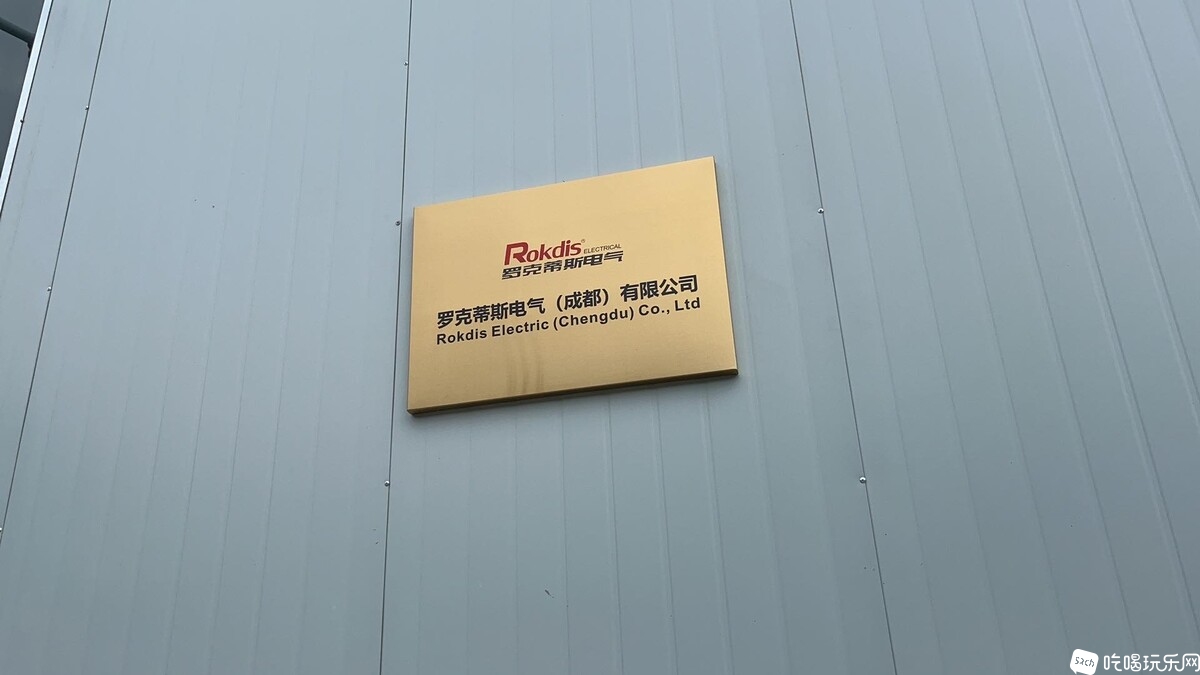 Rokdis® ELECTRICAL
罗克蒂斯电气
罗克蒂斯电气（成都）有限公司
Rokdis Electric (Chengdu) Co., Ltd
52ch 吃喝玩乐网